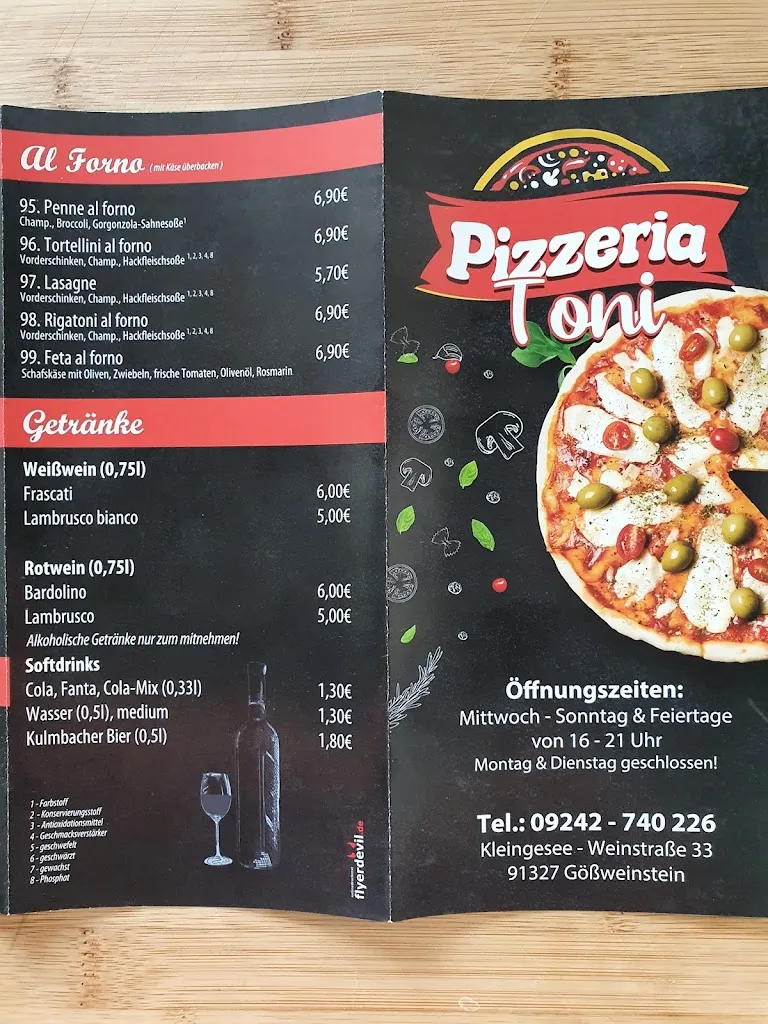 Al Forno (mit Käse überbacken)
95. Penne al forno 6,90€
Champ., Broccoli, Gorgonzola-Sahnesoße¹
96. Tortellini al forno 6,90€
Vorderschinken, Champ., Hackfleischsoße 1, 2, 3, 4, 8
97. Lasagne 5,70€
Vorderschinken, Champ., Hackfleischsoße 1, 2, 3, 4, 8
98. Rigatoni al forno 6,90€
Vorderschinken, Champ., Hackfleischsoße 1, 2, 3, 4, 8
99. Feta al forno 6,90€
Schafskäse mit Oliven, Zwiebeln, frische Tomaten, Olivenöl, Rosmarin
Getränke
Weißwein (0,75l)
Frascati 6,00€
Lambrusco bianco 5,00€
Rotwein (0,75l)
Bardolino 6,00€
Lambrusco 5,00€
Alkoholische Getränke nur zum mitnehmen!
Softdrinks
Cola, Fanta, Cola-Mix (0,33l) 1,30€
Wasser (0,5l), medium 1,30€
Kulmbacher Bier (0,5l) 1,80€
1 - Farbstoff
2 - Konservierungsstoff
3 - Antioxidationsmittel
4 - Geschmacksverstärker
5 - geschwefelt
6 - geschwärzt
7 - gewachst
8 - Phosphat
flyerdevil.de
Pizzeria
Toni
Öffnungszeiten:
Mittwoch - Sonntag & Feiertage
von 16 - 21 Uhr
Montag & Dienstag geschlossen!
Tel.: 09242 - 740 226
Kleingesee - Weinstraße 33
91327 Gößweinstein